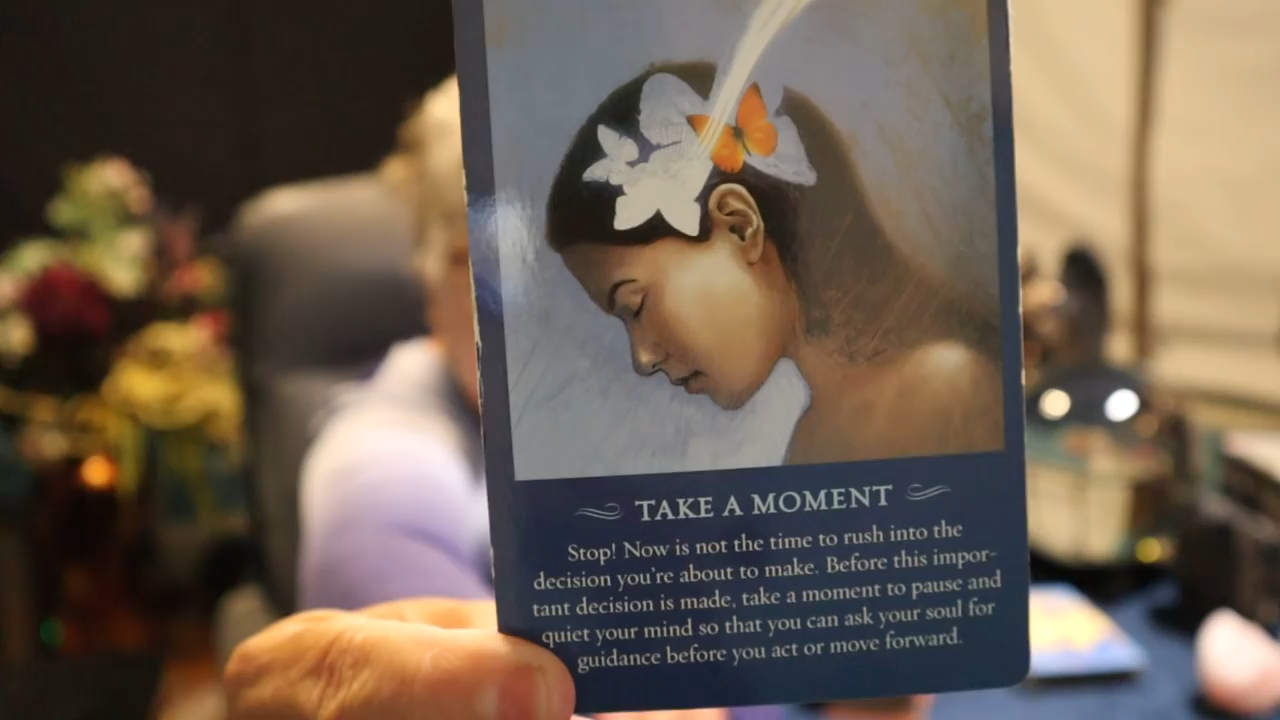 TAKE A MOMENT
Stop! Now is not the time to rush into the
decision you're about to make. Before this impor-
tant decision is made, take a moment to pause and
quiet your mind so that you can ask your soul for
guidance before you act or move forward.